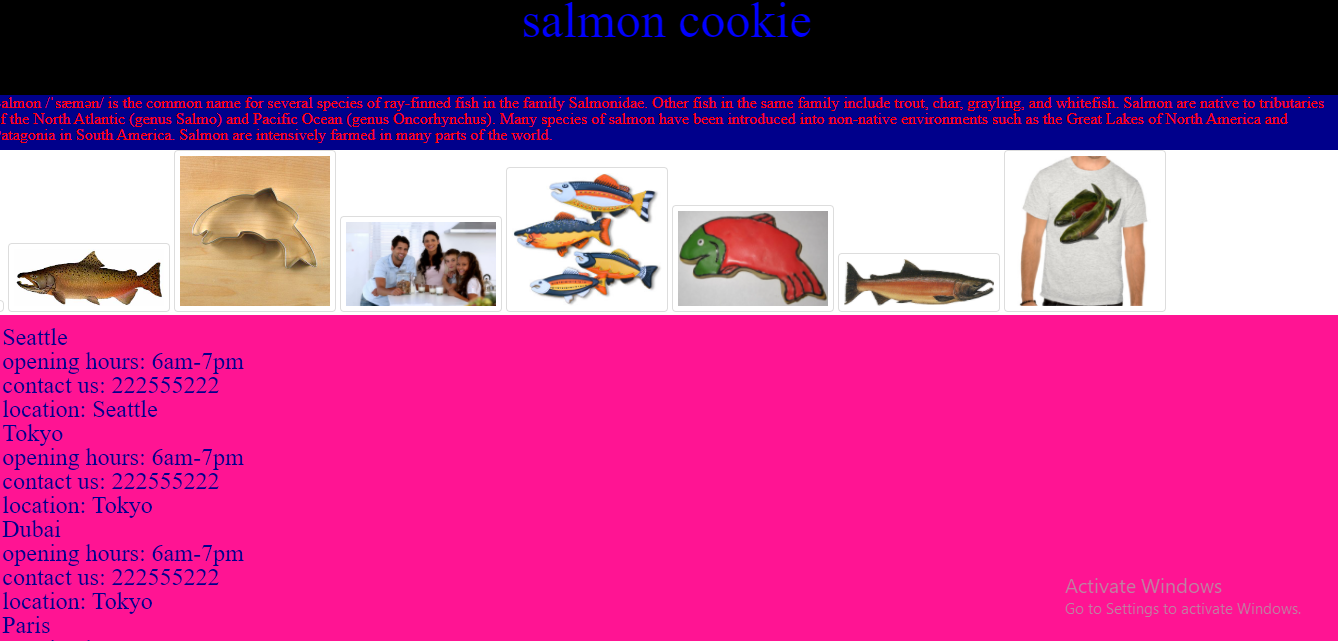 salmon cookie
almon /ˈsæmən/ is the common name for several species of ray-finned fish in the family Salmonidae. Other fish in the same family include trout, char, grayling, and whitefish. Salmon are native to tributaries
f the North Atlantic (genus Salmo) and Pacific Ocean (genus Oncorhynchus). Many species of salmon have been introduced into non-native environments such as the Great Lakes of North America and
atagonia in South America. Salmon are intensively farmed in many parts of the world.
Seattle
opening hours: 6am-7pm
contact us: 222555222
location: Seattle
Tokyo
opening hours: 6am-7pm
contact us: 222555222
location: Tokyo
Dubai
opening hours: 6am-7pm
contact us: 222555222
location: Tokyo
Paris
Activate Windows
Go to Settings to activate Windows.